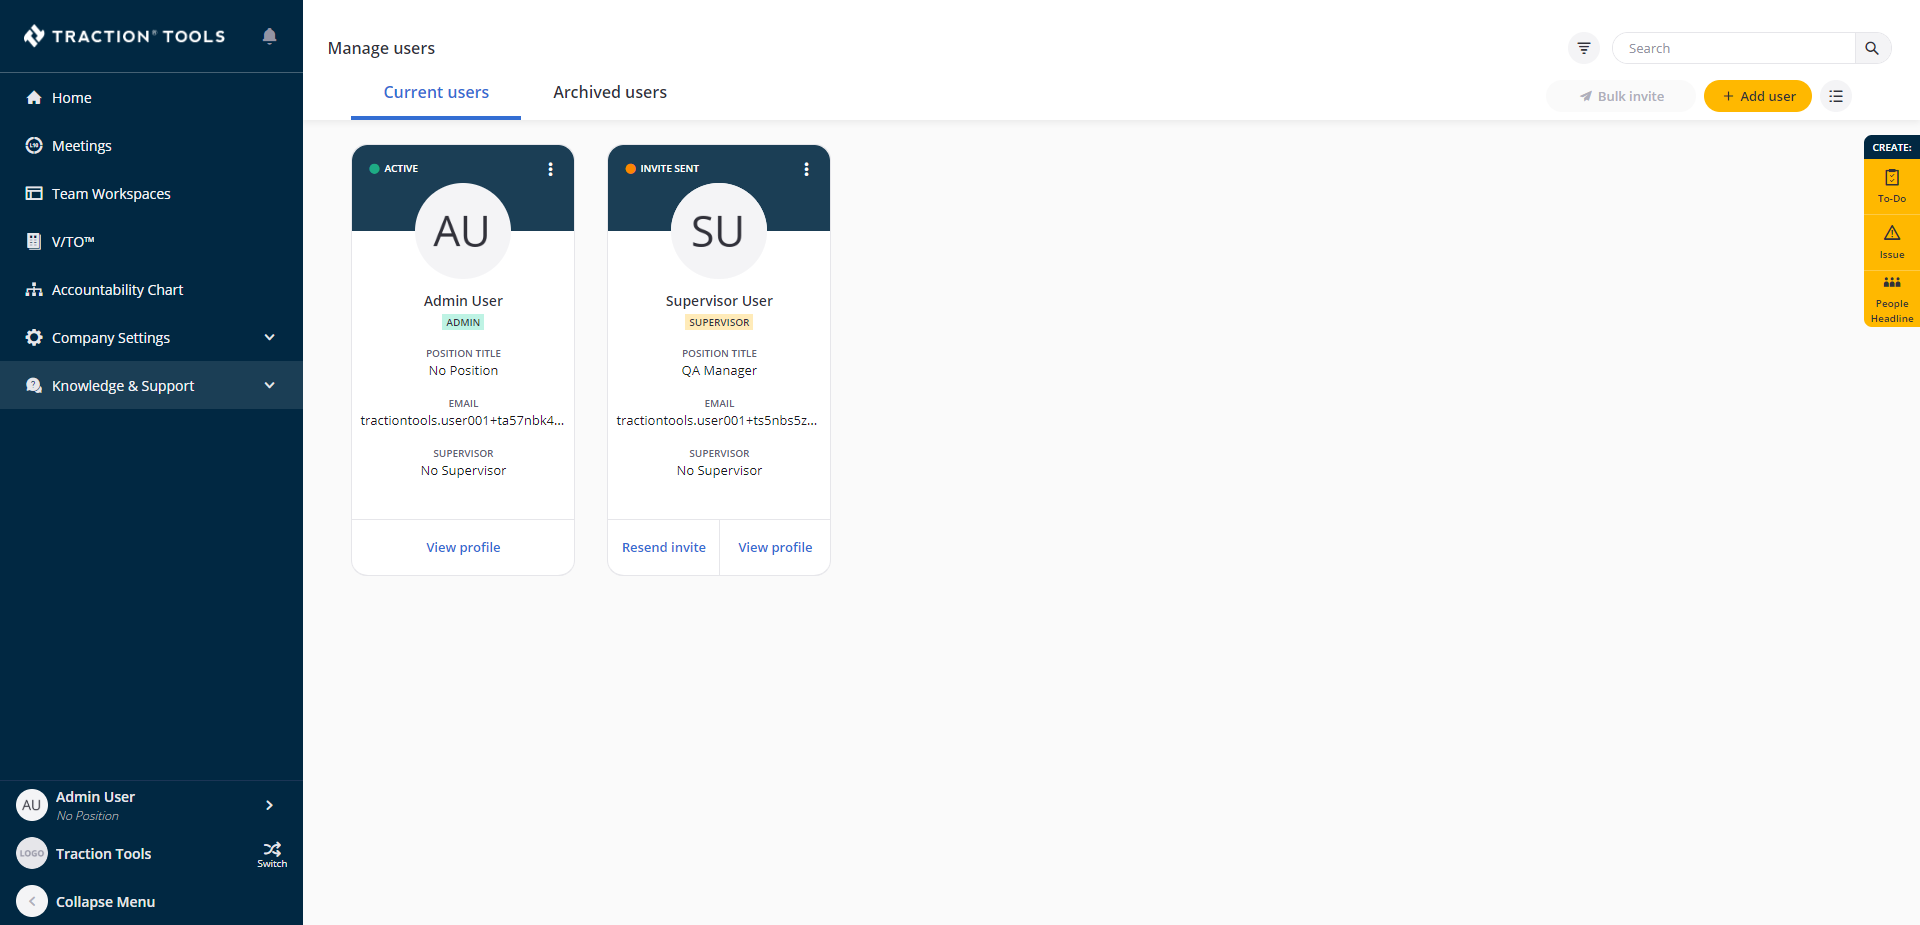 TRACTION® TOOLS
Home
L10
Meetings
Team Workspaces
V/TO™
Accountability Chart
Company Settings
Knowledge & Support
AU
Admin User
No Position
LOGO
Traction Tools
Switch
Collapse Menu
Manage users
Search
Current users
Archived users
Bulk invite
+ Add user
ACTIVE
AU
Admin User
ADMIN
POSITION TITLE
No Position
EMAIL
tractiontools.user001+ta57nbk4...
SUPERVISOR
No Supervisor
View profile
INVITE SENT
SU
Supervisor User
SUPERVISOR
POSITION TITLE
QA Manager
EMAIL
tractiontools.user001+ts5nbs5z...
SUPERVISOR
No Supervisor
Resend invite
View profile
CREATE:
To-Do
Issue
People
Headline